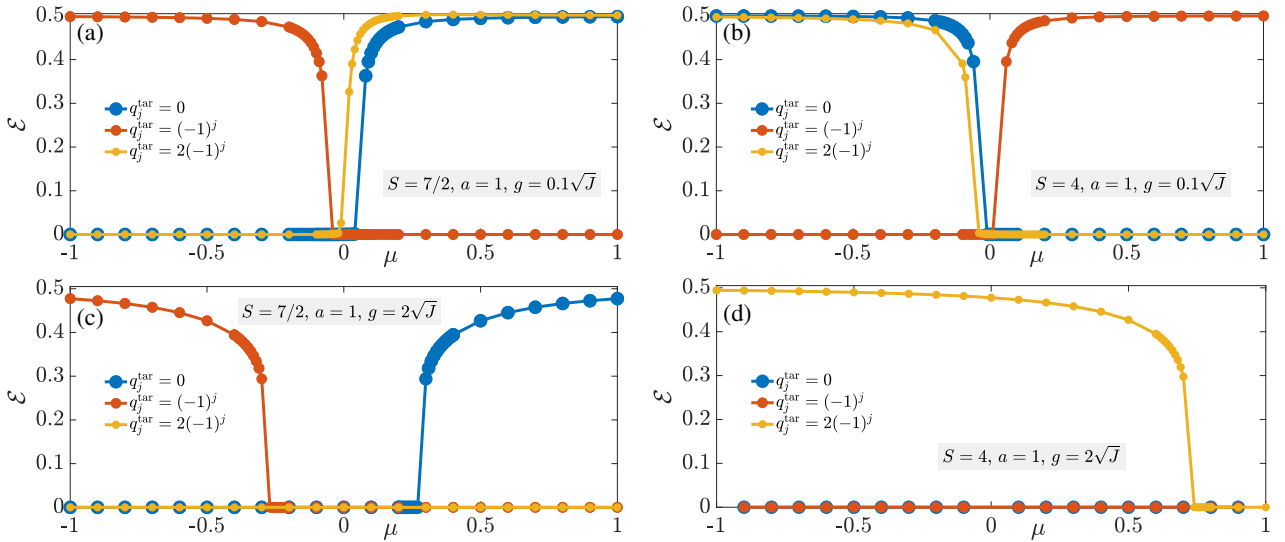 (a)
0.5
0.4
0.3
0.2
0.1
0
ℰ
q_j^tar = 0
q_j^tar = (-1)^j
q_j^tar = 2(-1)^j
S = 7/2, a = 1, g = 0.1√J
-1 -0.5 0 0.5 1
μ
(b)
0.5
0.4
0.3
0.2
0.1
0
ℰ
q_j^tar = 0
q_j^tar = (-1)^j
q_j^tar = 2(-1)^j
S = 4, a = 1, g = 0.1√J
-1 -0.5 0 0.5 1
μ
(c)
0.5
0.4
0.3
0.2
0.1
0
ℰ
S = 7/2, a = 1, g = 2√J
q_j^tar = 0
q_j^tar = (-1)^j
q_j^tar = 2(-1)^j
-1 -0.5 0 0.5 1
μ
(d)
0.5
0.4
0.3
0.2
0.1
0
ℰ
q_j^tar = 0
q_j^tar = (-1)^j
q_j^tar = 2(-1)^j
S = 4, a = 1, g = 2√J
-1 -0.5 0 0.5 1
μ